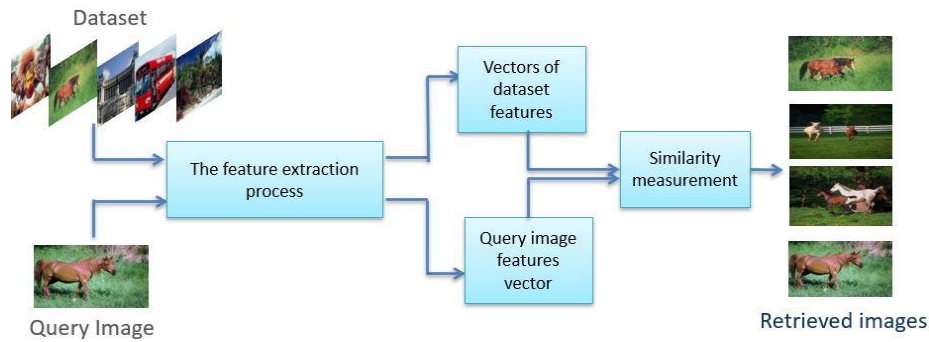 Dataset
Vectors of
dataset
features
The feature extraction
process
Similarity
measurement
Query image
features
vector
Query Image
Retrieved images